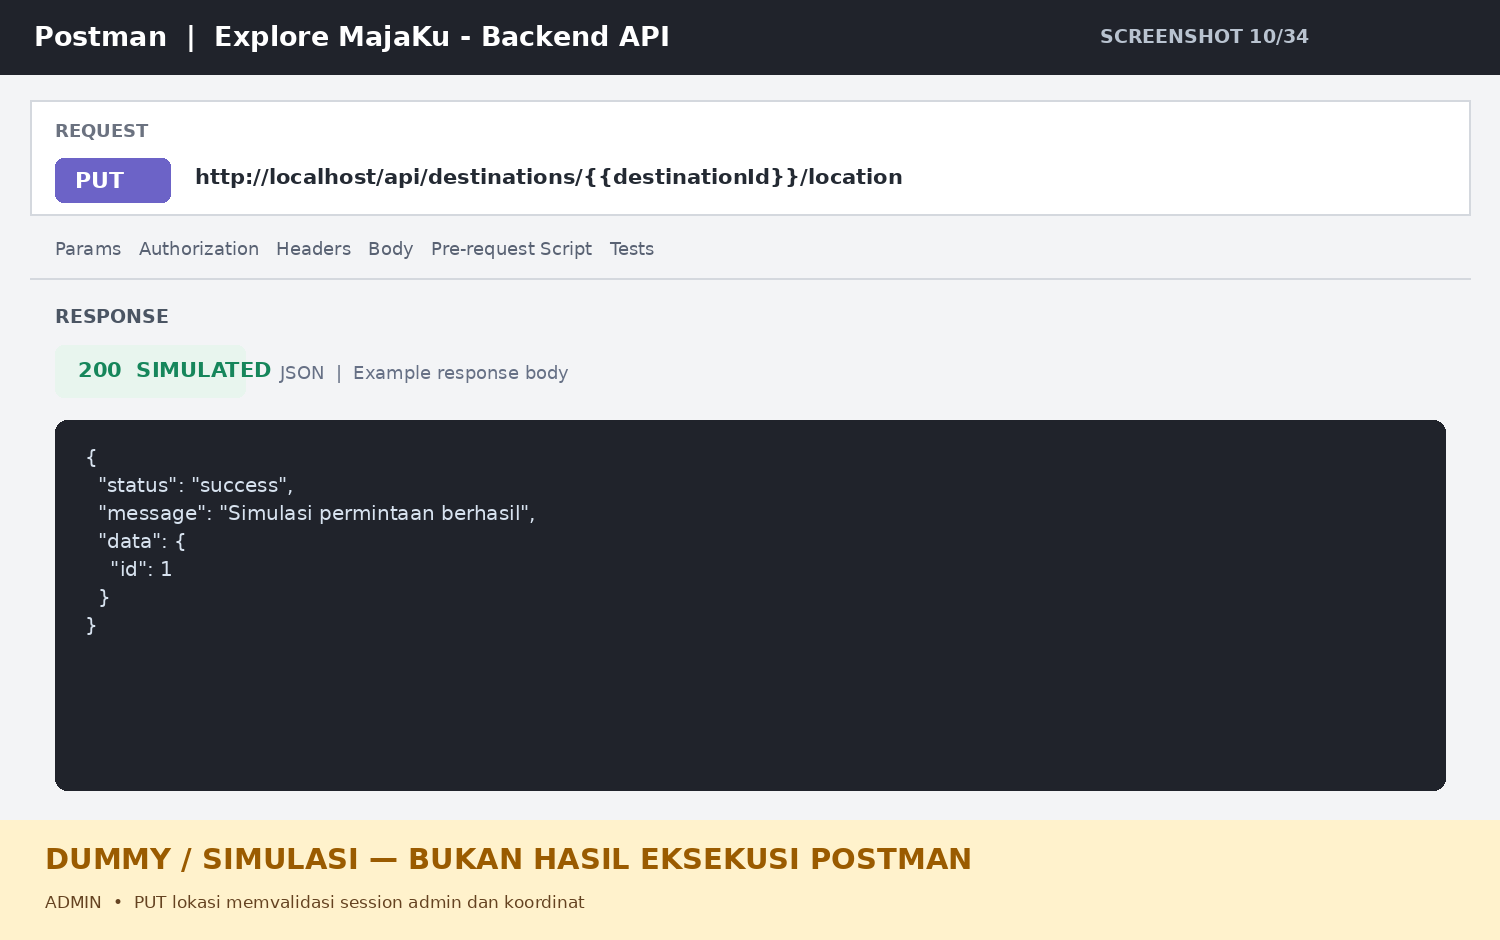 Postman | Explore MajaKu - Backend API
SCREENSHOT 10/34
REQUEST
PUT http://localhost/api/destinations/{{destinationId}}/location
Params Authorization Headers Body Pre-request Script Tests
RESPONSE
200 SIMULATED JSON | Example response body
{
  "status": "success",
  "message": "Simulasi permintaan berhasil",
  "data": {
    "id": 1
  }
}
DUMMY / SIMULASI — BUKAN HASIL EKSEKUSI POSTMAN
ADMIN • PUT lokasi memvalidasi session admin dan koordinat